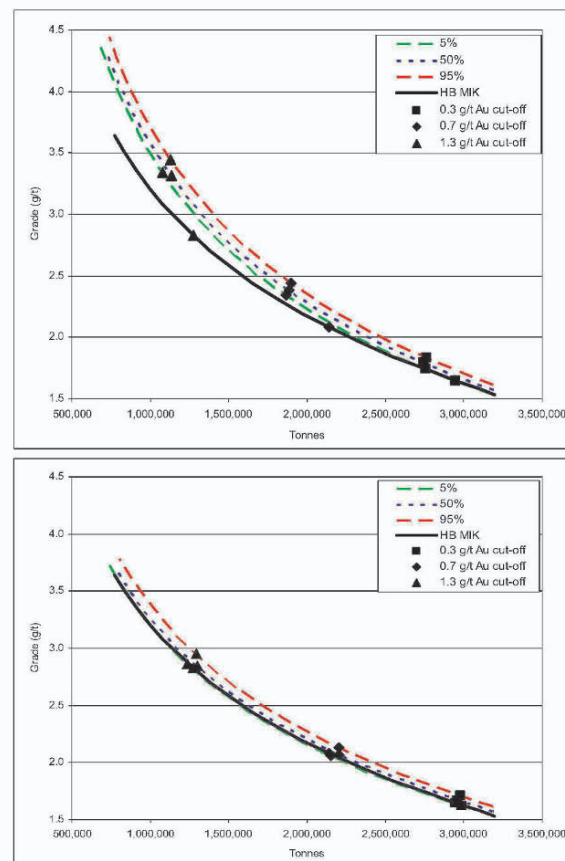 4.5
4.0
3.5
3.0
2.5
2.0
1.5
Grade (g/t)
5%
50%
95%
HB MIK
0.3 g/t Au cut-off
0.7 g/t Au cut-off
1.3 g/t Au cut-off
500,000 1,000,000 1,500,000 2,000,000 2,500,000 3,000,000 3,500,000
Tonnes
4.5
4.0
3.5
3.0
2.5
2.0
1.5
Grade (g/t)
5%
50%
95%
HB MIK
0.3 g/t Au cut-off
0.7 g/t Au cut-off
1.3 g/t Au cut-off
500,000 1,000,000 1,500,000 2,000,000 2,500,000 3,000,000 3,500,000
Tonnes